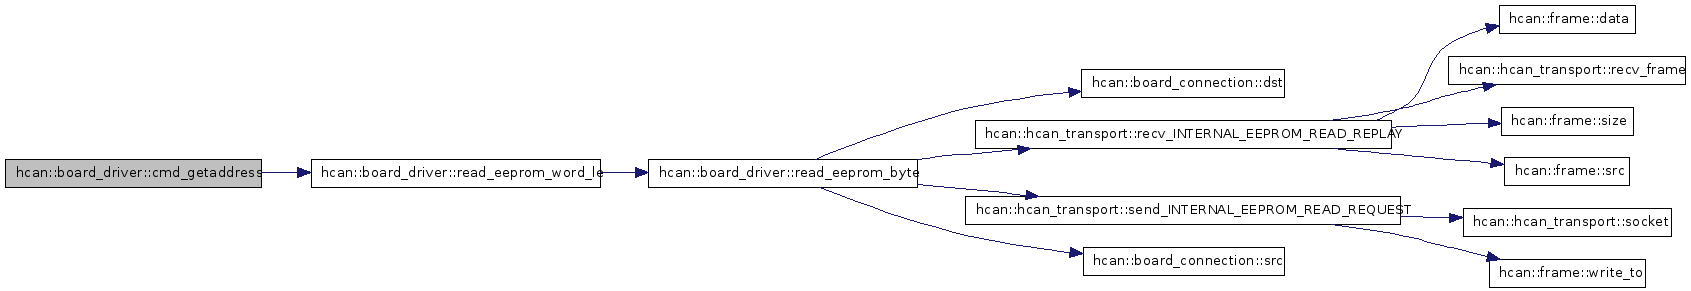 hcan::board_driver::cmd_getaddress
hcan::board_driver::read_eeprom_word_le
hcan::board_driver::read_eeprom_byte
hcan::board_connection::dst
hcan::hcan_transport::recv_INTERNAL_EEPROM_READ_REPLAY
hcan::hcan_transport::send_INTERNAL_EEPROM_READ_REQUEST
hcan::board_connection::src
hcan::frame::data
hcan::hcan_transport::recv_frame
hcan::frame::size
hcan::frame::src
hcan::hcan_transport::socket
hcan::frame::write_to